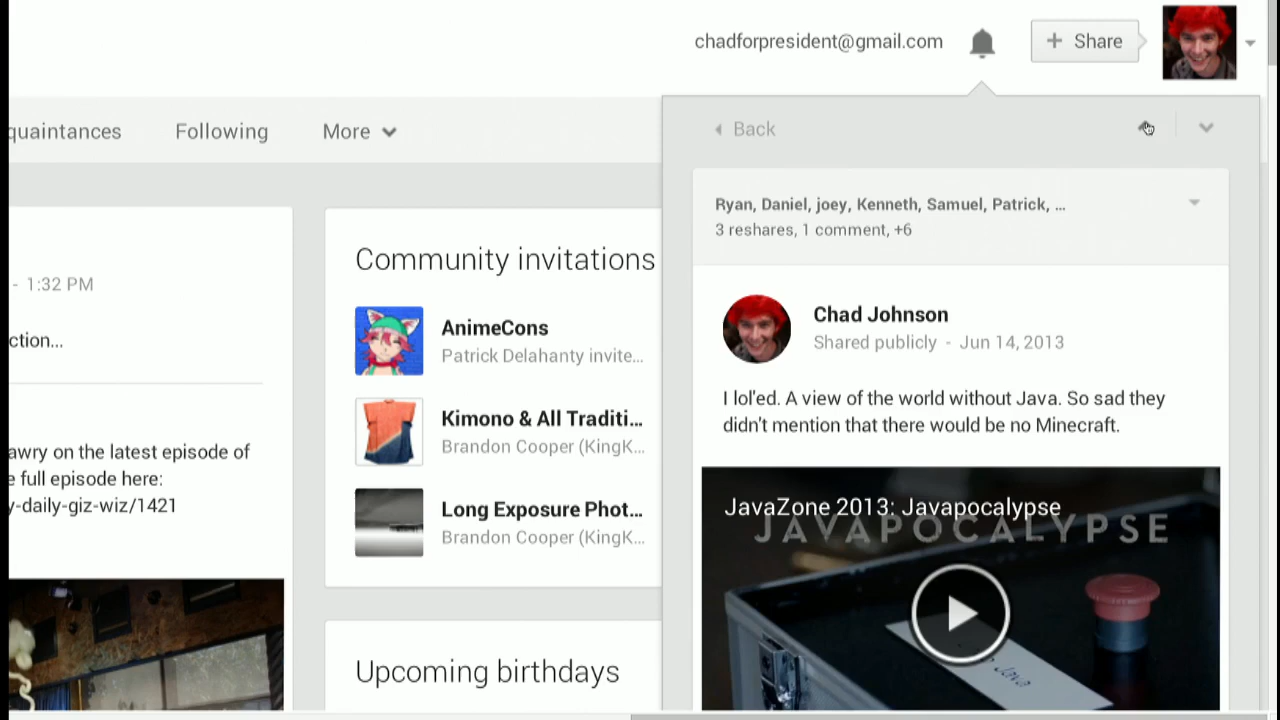 chadforpresident@gmail.com
+ Share
quaintances Following More
Back
- 1:32 PM
ction...
awry on the latest episode of
e full episode here:
y-daily-giz-wiz/1421
Community invitations
AnimeCons
Patrick Delahanty invite...
Kimono & All Traditi...
Brandon Cooper (KingK...
Long Exposure Phot...
Brandon Cooper (KingK...
Upcoming birthdays
Ryan, Daniel, joey, Kenneth, Samuel, Patrick, ...
3 reshares, 1 comment, +6
Chad Johnson
Shared publicly - Jun 14, 2013
I lol'ed. A view of the world without Java. So sad they
didn't mention that there would be no Minecraft.
JavaZone 2013: Javapocalypse
JAVAPOCALYPSE
Java